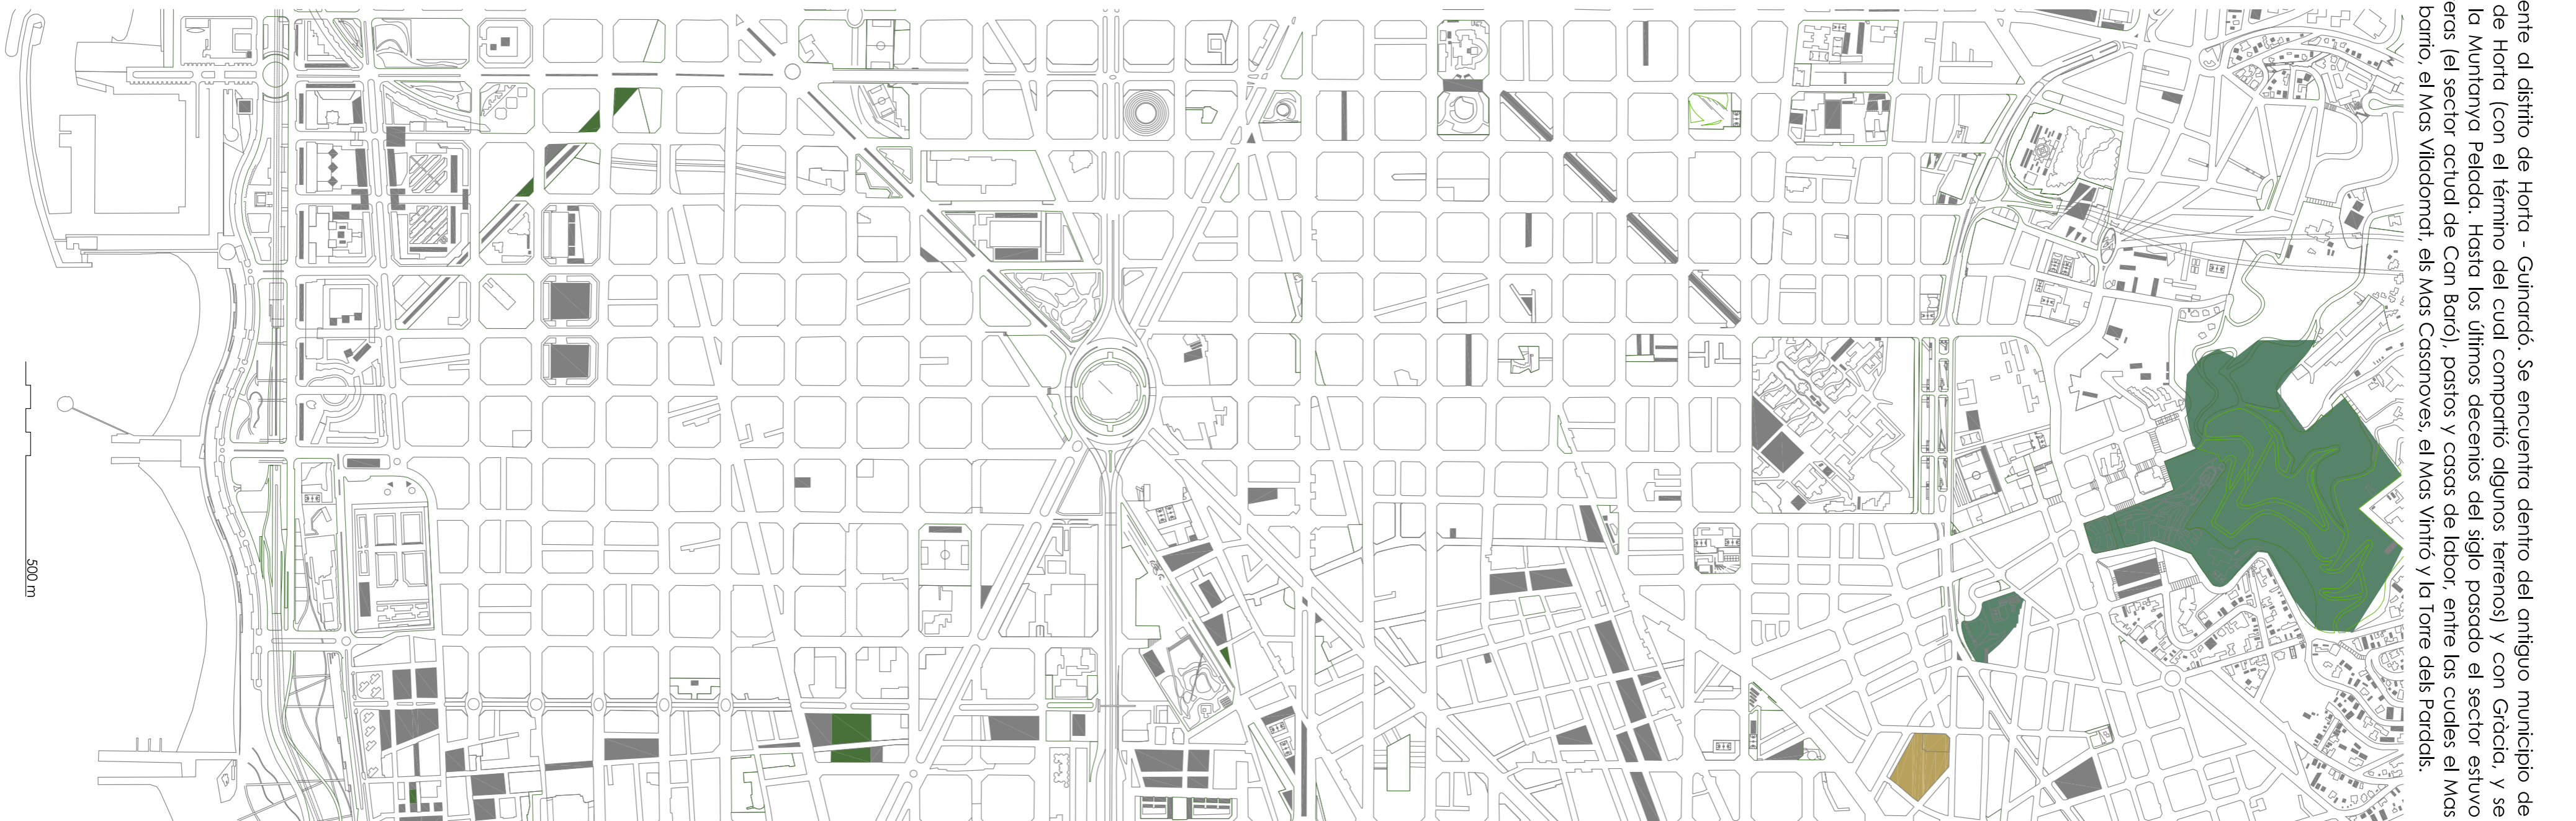 ente al distrito de Horta - Guinardó. Se encuentra dentro del antiguo municipio de
de Horta (con el término del cual compartió algunos terrenos) y con Gràcia, y se
la Muntanya Pelada. Hasta los últimos decenios del siglo pasado el sector estuvo
eras (el sector actual de Can Baró), pastos y casas de labor, entre las cuales el Mas
barrio, el Mas Viladomat, els Mas Casanoves, el Mas Vintró y la Torre dels Pardals.
500 m